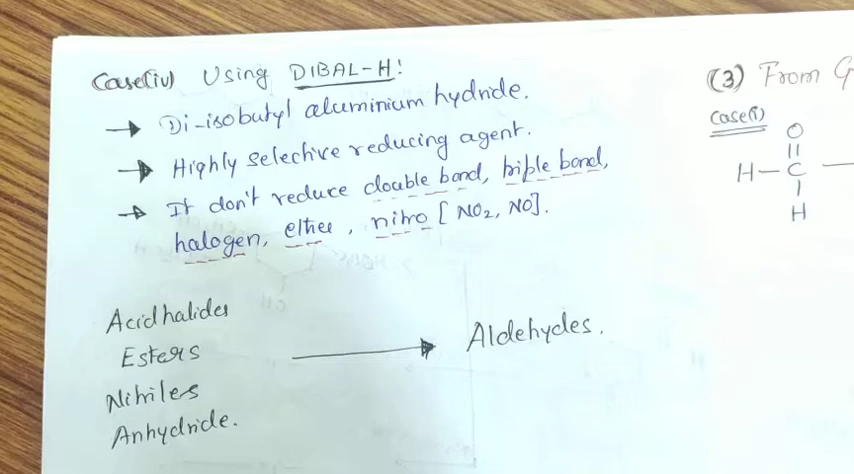 Case(iv) Using DIBAL-H!
→ Di-isobutyl aluminium hydride.
→ Highly selective reducing agent.
→ It don't reduce double bond, triple bond,
halogen, ether, nitro [NO₂, NO].
Acid halides
Esters → Aldehydes.
Nitriles
Anhydride.
(3) From G
Case(i)
O
||
H-C-
|
H